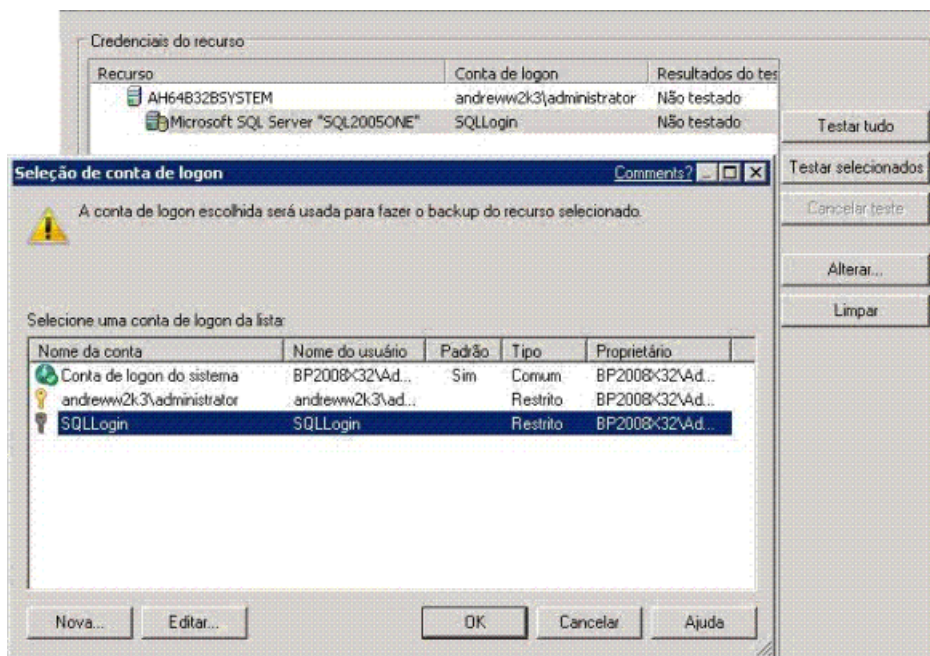 Credenciais do recurso
Recurso Conta de logon Resultados do tes
AH64B32BSYSTEM andreww2k3\administrator Não testado
Microsoft SQL Server "SQL2005ONE" SQLLogin Não testado
Testar tudo
Testar selecionados
Cancelar teste
Alterar...
Limpar
Seleção de conta de logon Comments?
A conta de logon escolhida será usada para fazer o backup do recurso selecionado.
Selecione uma conta de logon da lista:
Nome da conta Nome do usuário Padrão Tipo Proprietário
Conta de logon do sistema BP2008X32\Ad... Sim Comum BP2008X32\Ad...
andreww2k3\administrator andreww2k3\ad... Restrito BP2008X32\Ad...
SQLLogin SQLLogin Restrito BP2008X32\Ad...
Nova... Editar... OK Cancelar Ajuda